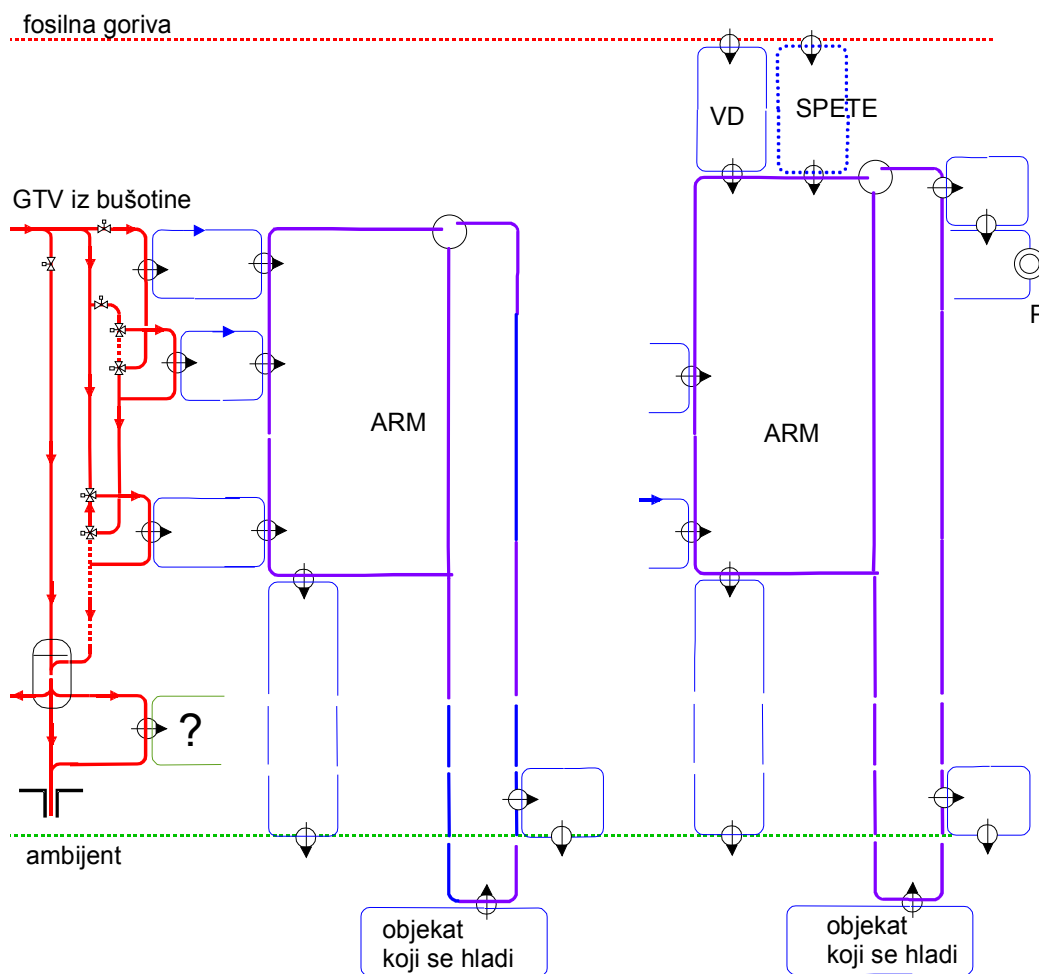 fosilna goriva
VD
SPETE
GTV iz bušotine
P
ARM
ARM
?
ambijent
objekat
koji se hladi
objekat
koji se hladi